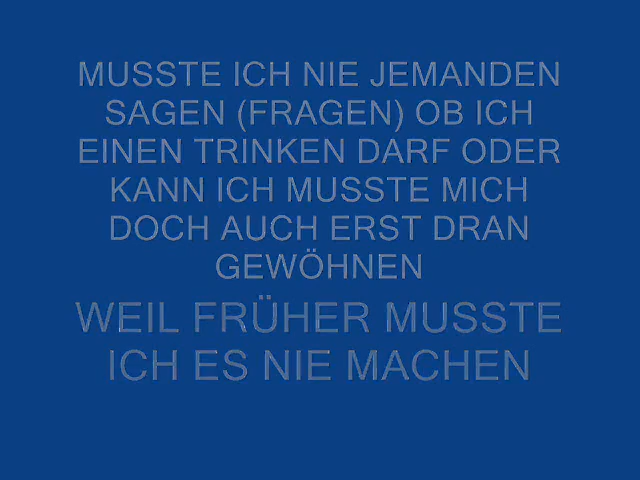 MUSSTE ICH NIE JEMANDEN
SAGEN (FRAGEN) OB ICH
EINEN TRINKEN DARF ODER
KANN ICH MUSSTE MICH
DOCH AUCH ERST DRAN
GEWÖHNEN
WEIL FRÜHER MUSSTE
ICH ES NIE MACHEN